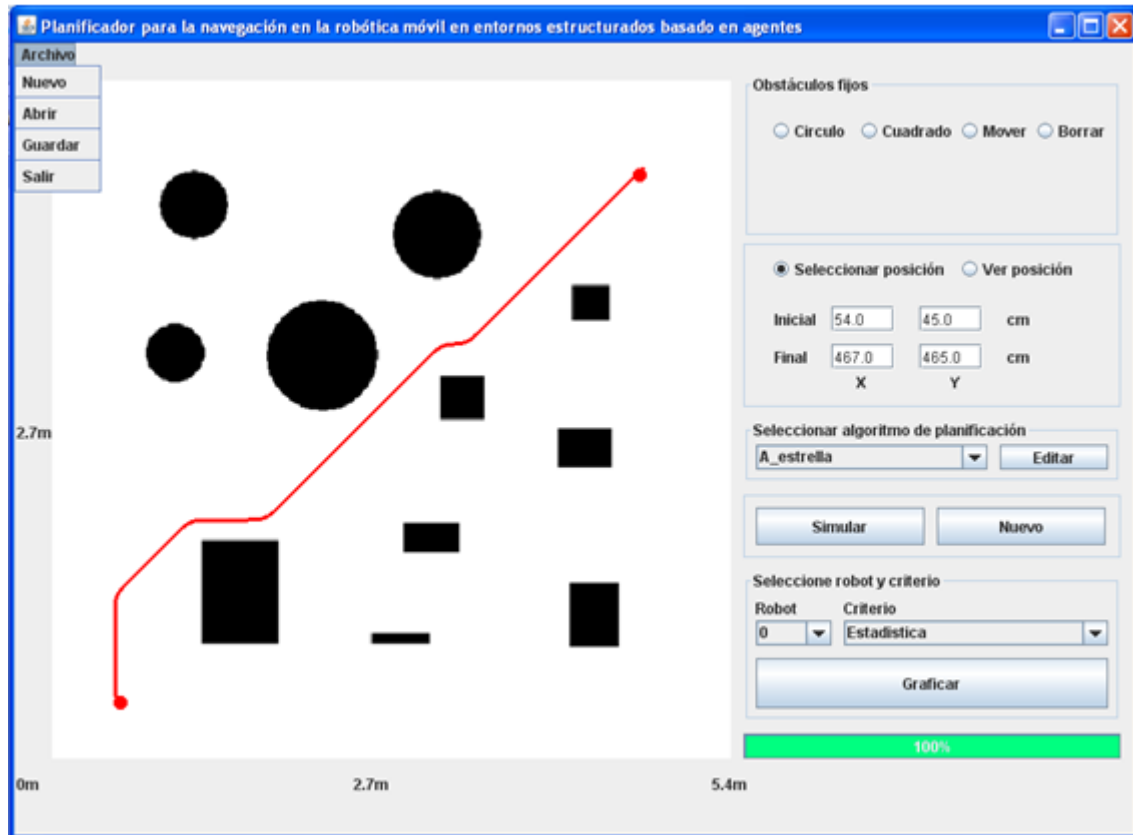 Planificador para la navegación en la robótica móvil en entornos estructurados basado en agentes
Archivo
Nuevo
Abrir
Guardar
Salir
2.7m
0m
2.7m
5.4m
Obstáculos fijos
Circulo Cuadrado Mover Borrar
Seleccionar posición Ver posición
Inicial 54.0 45.0 cm
Final 467.0 465.0 cm
X Y
Seleccionar algoritmo de planificación
A_estrella Editar
Simular Nuevo
Seleccione robot y criterio
Robot Criterio
0 Estadistica
Graficar
100%